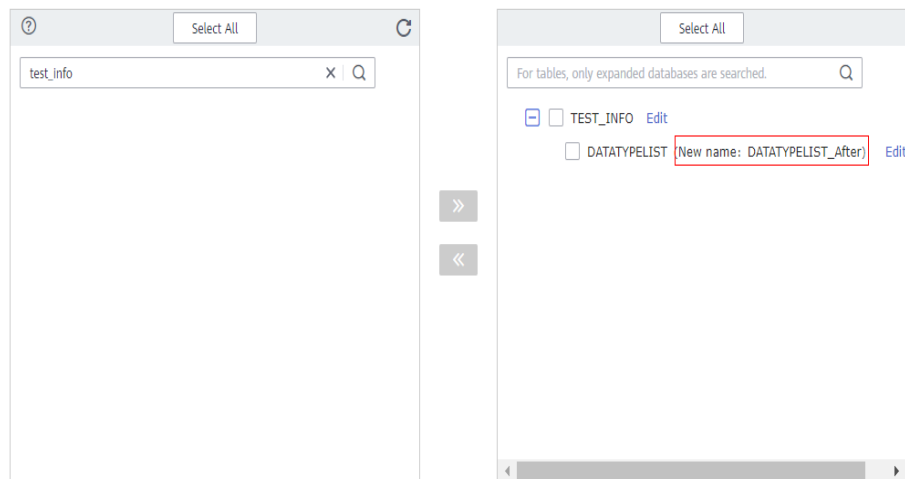 Select All
test_info
Select All
For tables, only expanded databases are searched.
TEST_INFO Edit
DATATYPELIST (New name: DATATYPELIST_After) Edit